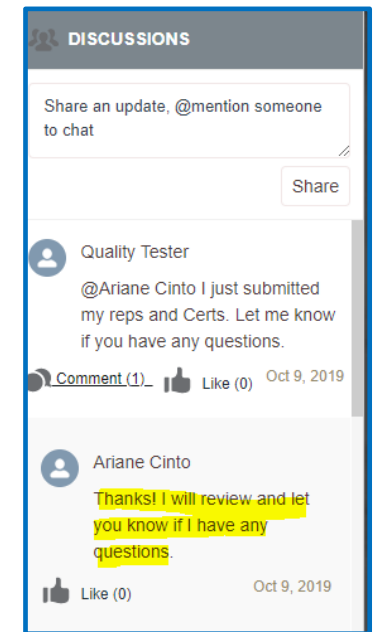 DISCUSSIONS
Share an update, @mention someone
to chat
Share
Quality Tester
@Ariane Cinto I just submitted
my reps and Certs. Let me know
if you have any questions.
Comment (1) Like (0) Oct 9, 2019
Ariane Cinto
Thanks! I will review and let
you know if I have any
questions.
Like (0) Oct 9, 2019